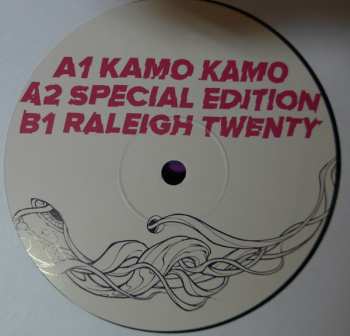 A1 KAMO KAMO
A2 SPECIAL EDITION
B1 RALEIGH TWENTY